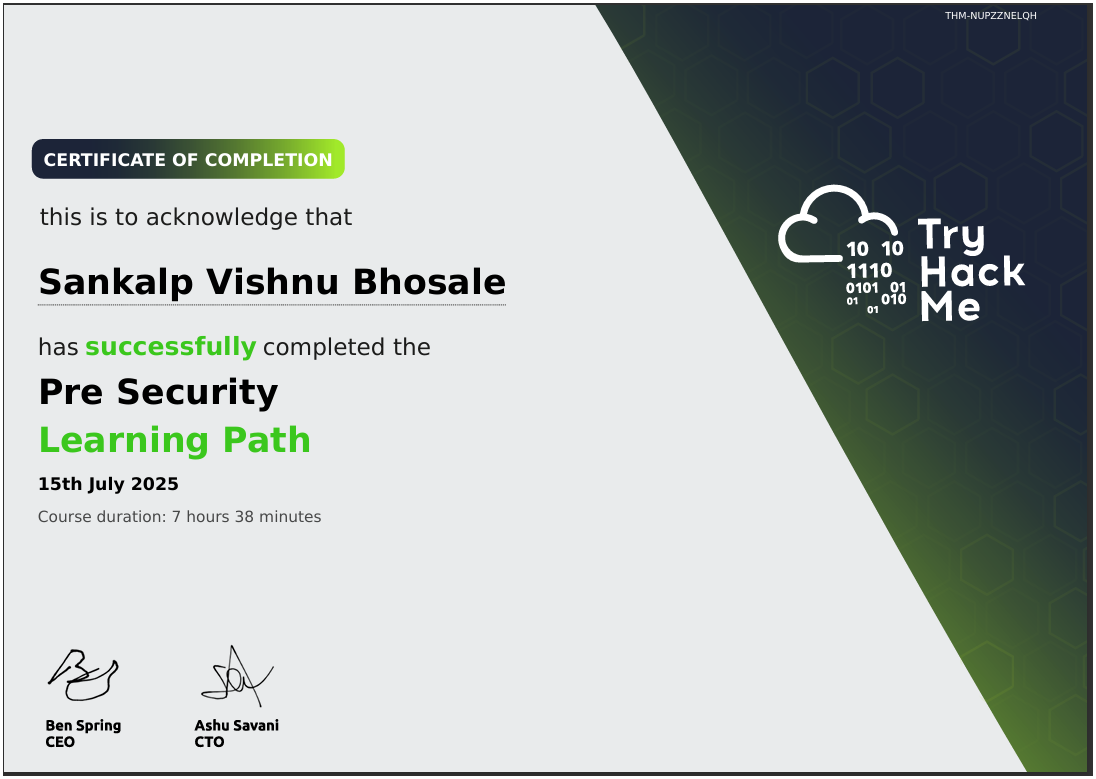 THM-NUPZZNELQH
CERTIFICATE OF COMPLETION
this is to acknowledge that
Sankalp Vishnu Bhosale
has successfully completed the
Pre Security
Learning Path
15th July 2025
Course duration: 7 hours 38 minutes
10 10
1110
0101 01
01 010
01
Try
Hack
Me
Ben Spring
CEO
Ashu Savani
CTO